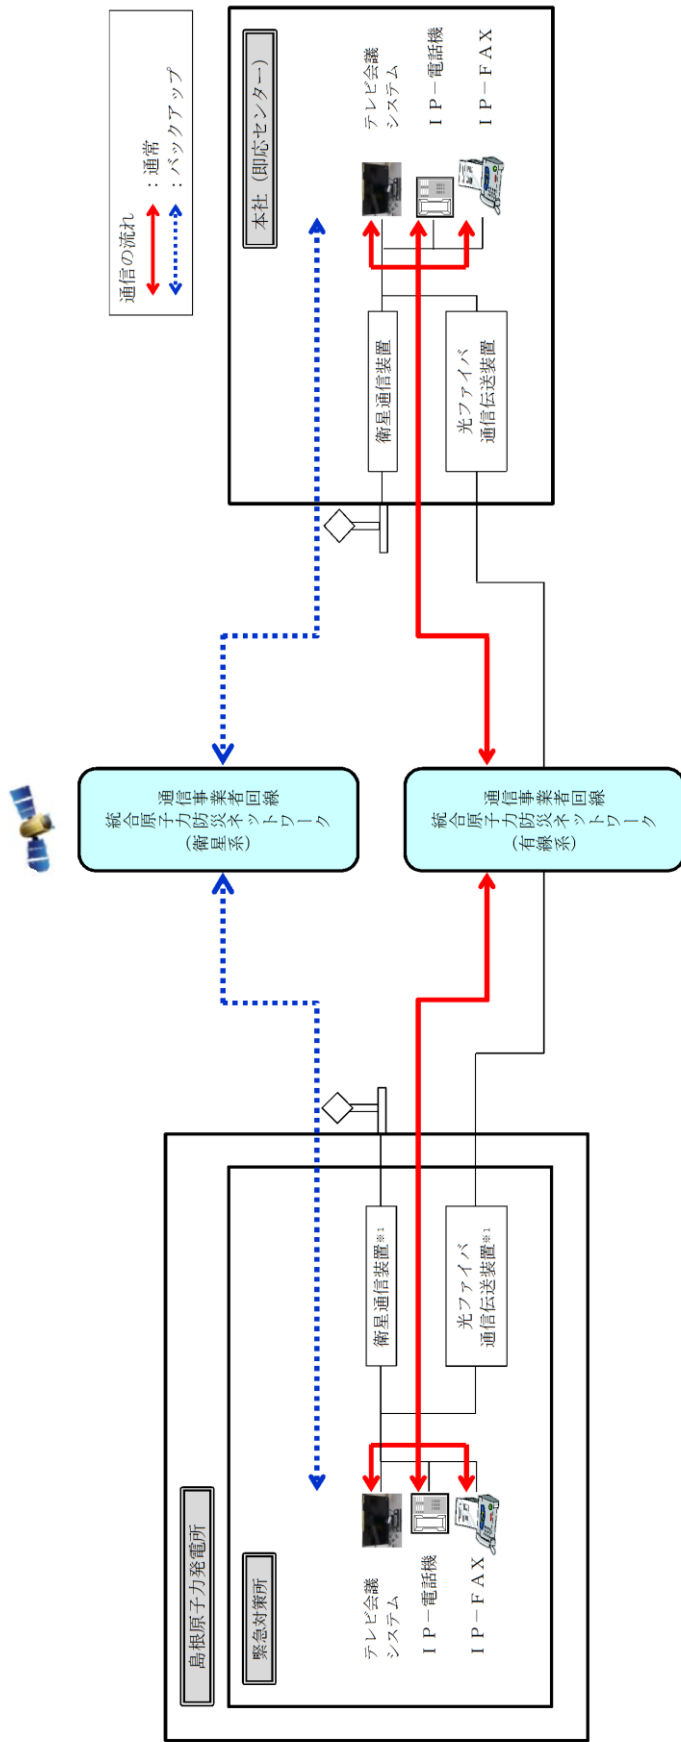 通信の流れ
：通常
：バックアップ
島根原子力発電所
緊急対策所
テレビ会議
システム
ＩＰ－電話機
ＩＰ－ＦＡＸ
衛星通信装置※1
光ファイバ
通信伝送装置※1
通信事業者回線
統合原子力防災ネットワーク
(衛星系)
通信事業者回線
統合原子力防災ネットワーク
(有線系)
本社（即応センター）
衛星通信装置
光ファイバ
通信伝送装置
テレビ会議
システム
ＩＰ－電話機
ＩＰ－ＦＡＸ